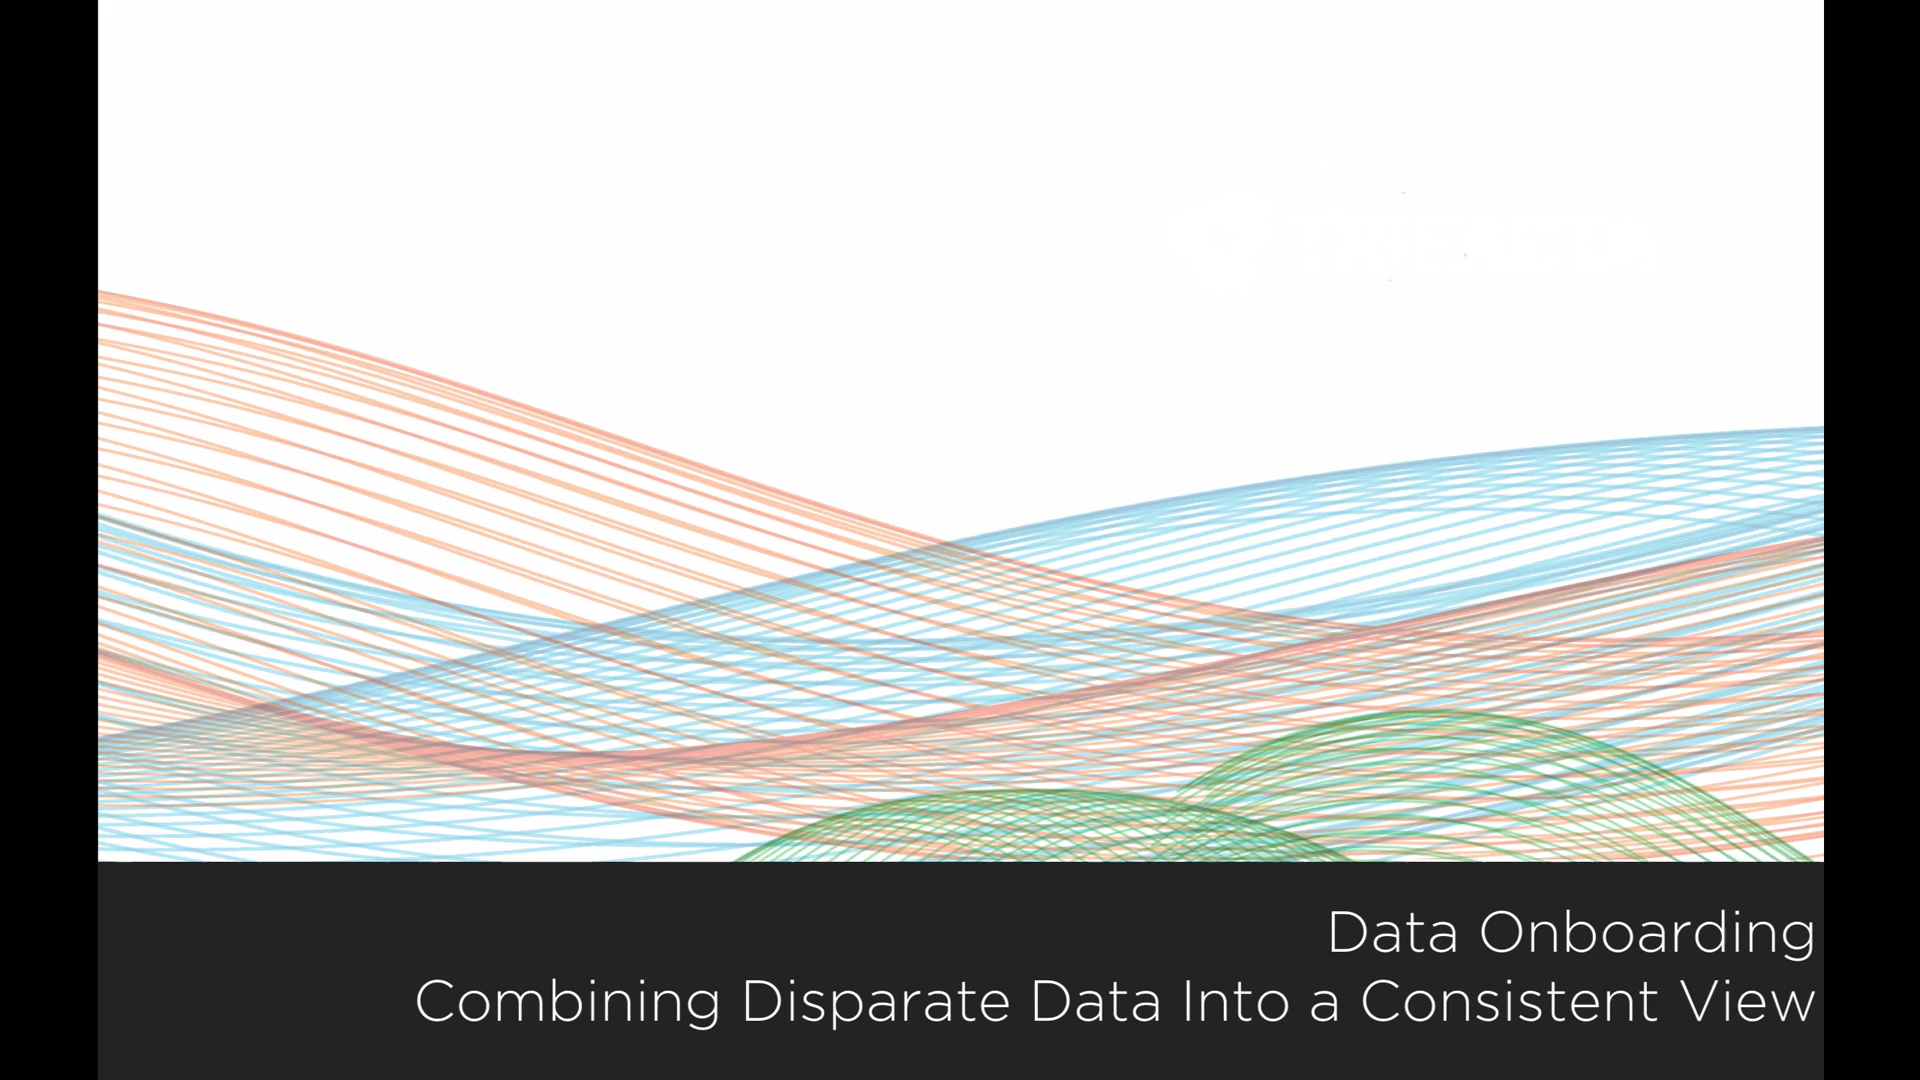 Data Onboarding
Combining Disparate Data Into a Consistent View